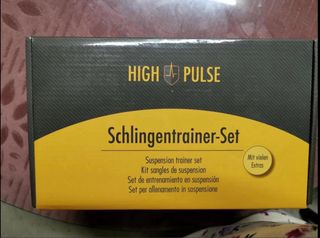 HIGH PULSE
Schlingentrainer-Set
Suspension trainer set
Kit sangles de suspension
Set de entrenamiento en suspensión
Set per allenamento in sospensione
Mit vielen
Extras